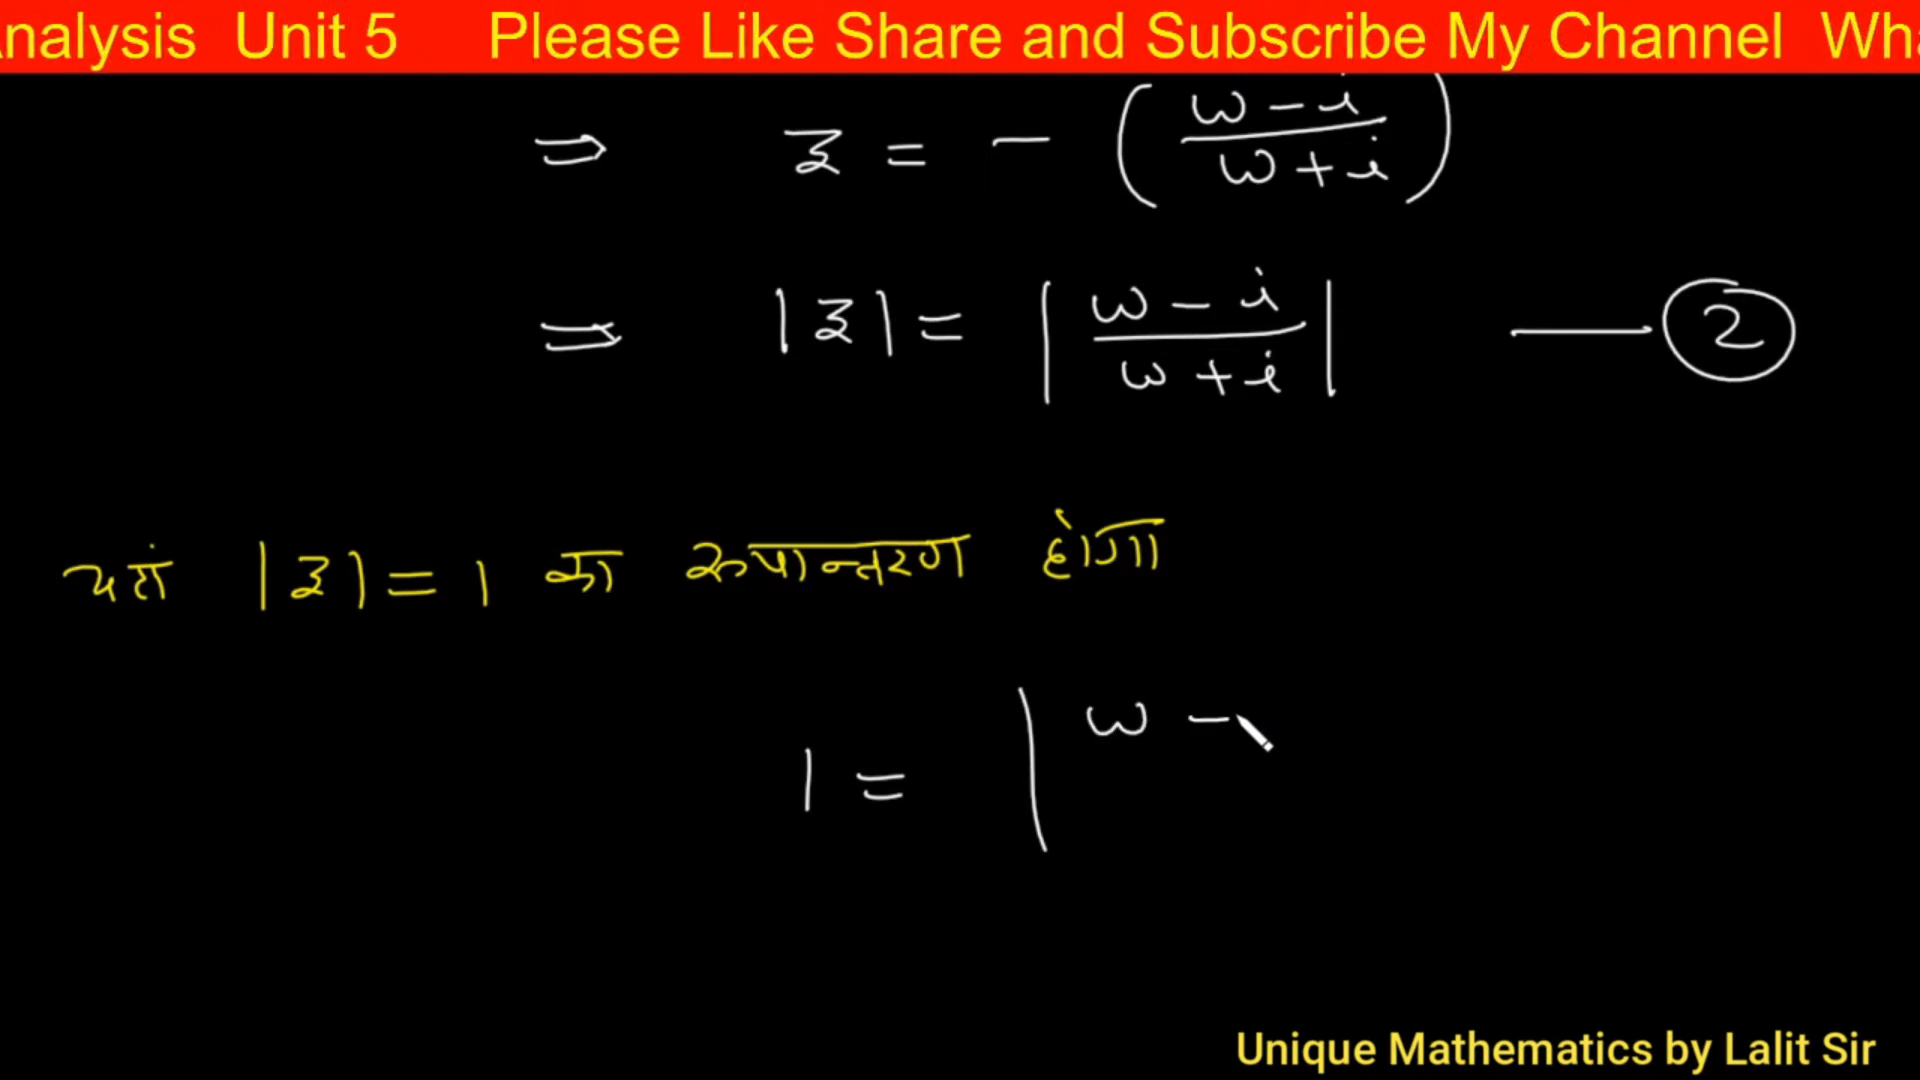 nalysis Unit 5 Please Like Share and Subscribe My Channel Wha
⇒ z = - (w - i / w + i)
⇒ |z| = |w - i / w + i| — 2
यहां |z| = 1 का रूपान्तरण होगा
1 = | w -
Unique Mathematics by Lalit Sir